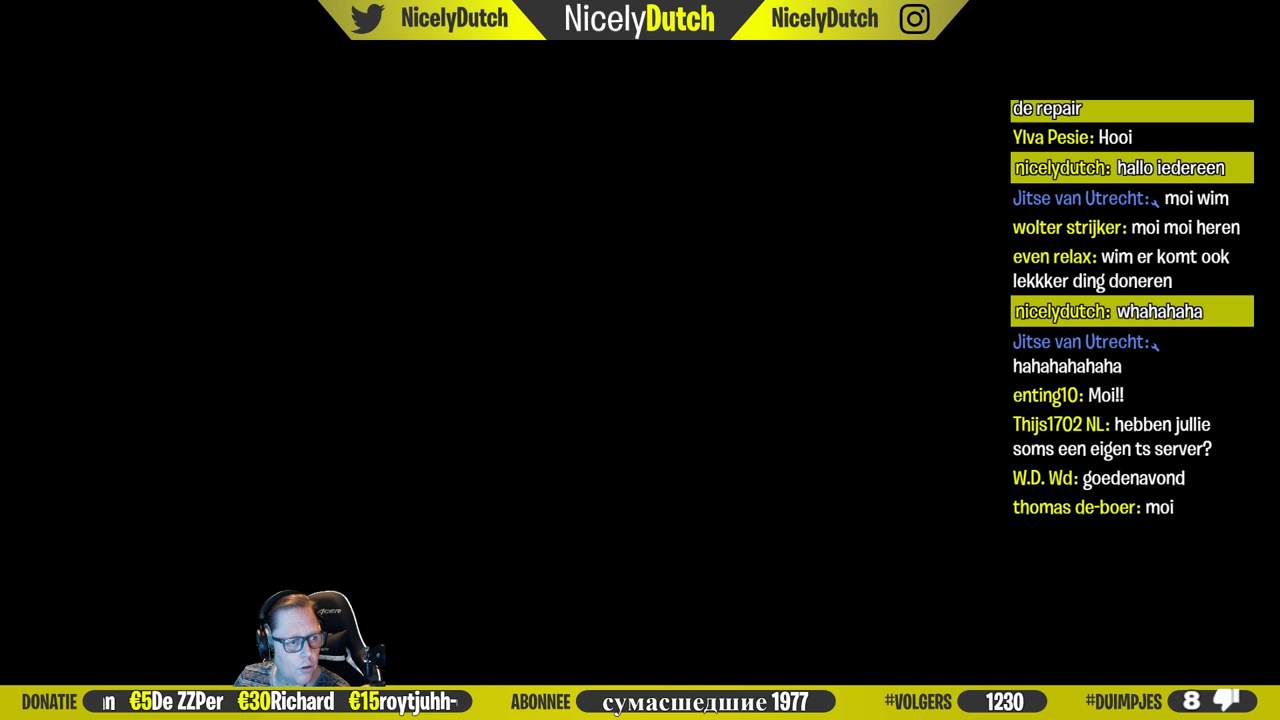 NicelyDutch
NicelyDutch
NicelyDutch
de repair
Ylva Pesie: Hooi
nicelydutch: hallo iedereen
Jitse van Utrecht: moi wim
wolter strijker: moi moi heren
even relax: wim er komt ook
lekkker ding doneren
nicelydutch: whahahaha
Jitse van Utrecht:
hahahahahaha
enting10: Moi!!
Thijs1702 NL: hebben jullie
soms een eigen ts server?
W.D. Wd: goedenavond
thomas de-boer: moi
DONATIE n €5De ZZPer €30Richard €15roytjuhh-
ABONNEE сумасшедшие 1977
#VOLGERS 1230
#DUIMPJES 8